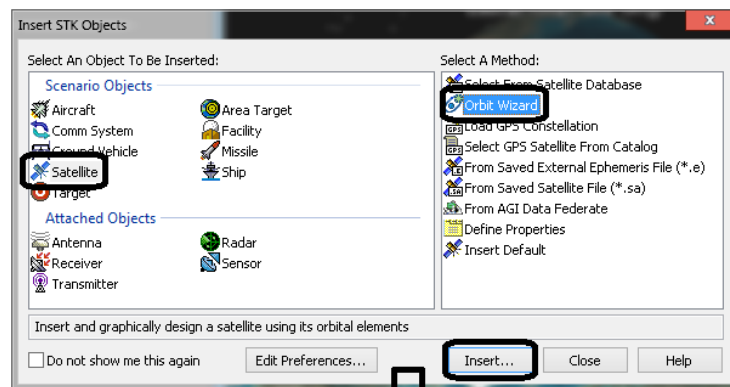 Insert STK Objects
Select An Object To Be Inserted:
Scenario Objects
Aircraft
Area Target
Comm System
Facility
Ground Vehicle
Missile
Satellite
Ship
Target
Attached Objects
Antenna
Radar
Receiver
Sensor
Transmitter
Select A Method:
Select From Satellite Database
Orbit Wizard
Load GPS Constellation
Select GPS Satellite From Catalog
From Saved External Ephemeris File (*.e)
From Saved Satellite File (*.sa)
From AGI Data Federate
Define Properties
Insert Default
Insert and graphically design a satellite using its orbital elements
Do not show me this again
Edit Preferences...
Insert...
Close
Help